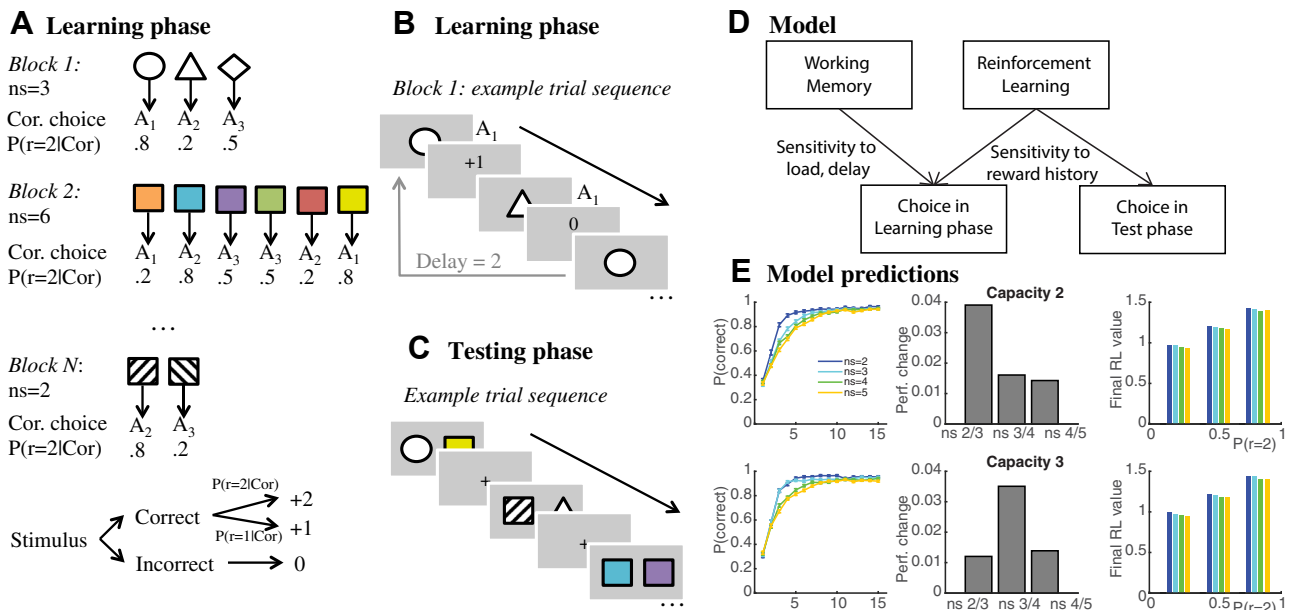 A Learning phase
Block 1:
ns=3
Cor. choice A1 A2 A3
P(r=2|Cor) .8 .2 .5
Block 2:
ns=6
Cor. choice A1 A2 A3 A3 A2 A1
P(r=2|Cor) .2 .8 .5 .5 .2 .8
...
Block N:
ns=2
Cor. choice A2 A3
P(r=2|Cor) .8 .2
Stimulus
Correct
Incorrect
P(r=2|Cor)
P(r=1|Cor)
+2
+1
0
B Learning phase
Block 1: example trial sequence
A1
+1
A1
0
Delay = 2
...
C Testing phase
Example trial sequence
+
+
...
D Model
Working
Memory
Reinforcement
Learning
Sensitivity to
load, delay
Sensitivity to
reward history
Choice in
Learning phase
Choice in
Test phase
E Model predictions
P(correct)
1
0.8
0.6
0.4
0.2
0
5 10 15
ns=2
ns=3
ns=4
ns=5
Capacity 2
Perf. change
0.04
0.03
0.02
0.01
0
ns 2/3 ns 3/4 ns 4/5
Final RL value
1.5
1
0.5
0 0.5 1
P(r=2)
P(correct)
1
0.8
0.6
0.4
0.2
0
5 10 15
Capacity 3
Perf. change
0.04
0.03
0.02
0.01
0
ns 2/3 ns 3/4 ns 4/5
Final RL value
1.5
1
0.5
0 0.5 1
P(r=2)